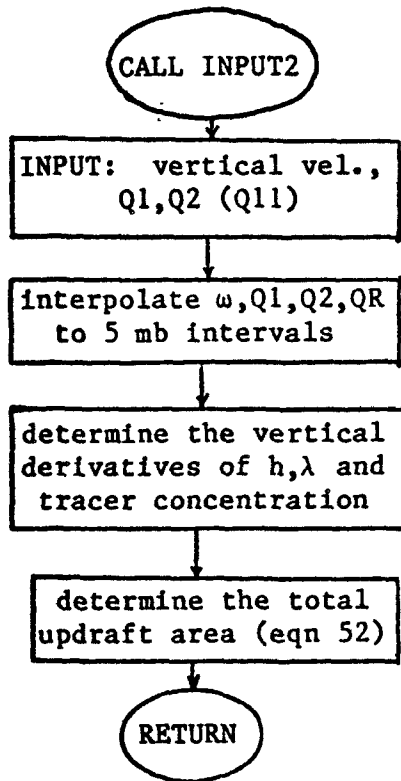 CALL INPUT2
INPUT: vertical vel.,
Q1,Q2 (Q11)
interpolate ω,Q1,Q2,QR
to 5 mb intervals
determine the vertical
derivatives of h,λ and
tracer concentration
determine the total
updraft area (eqn 52)
RETURN